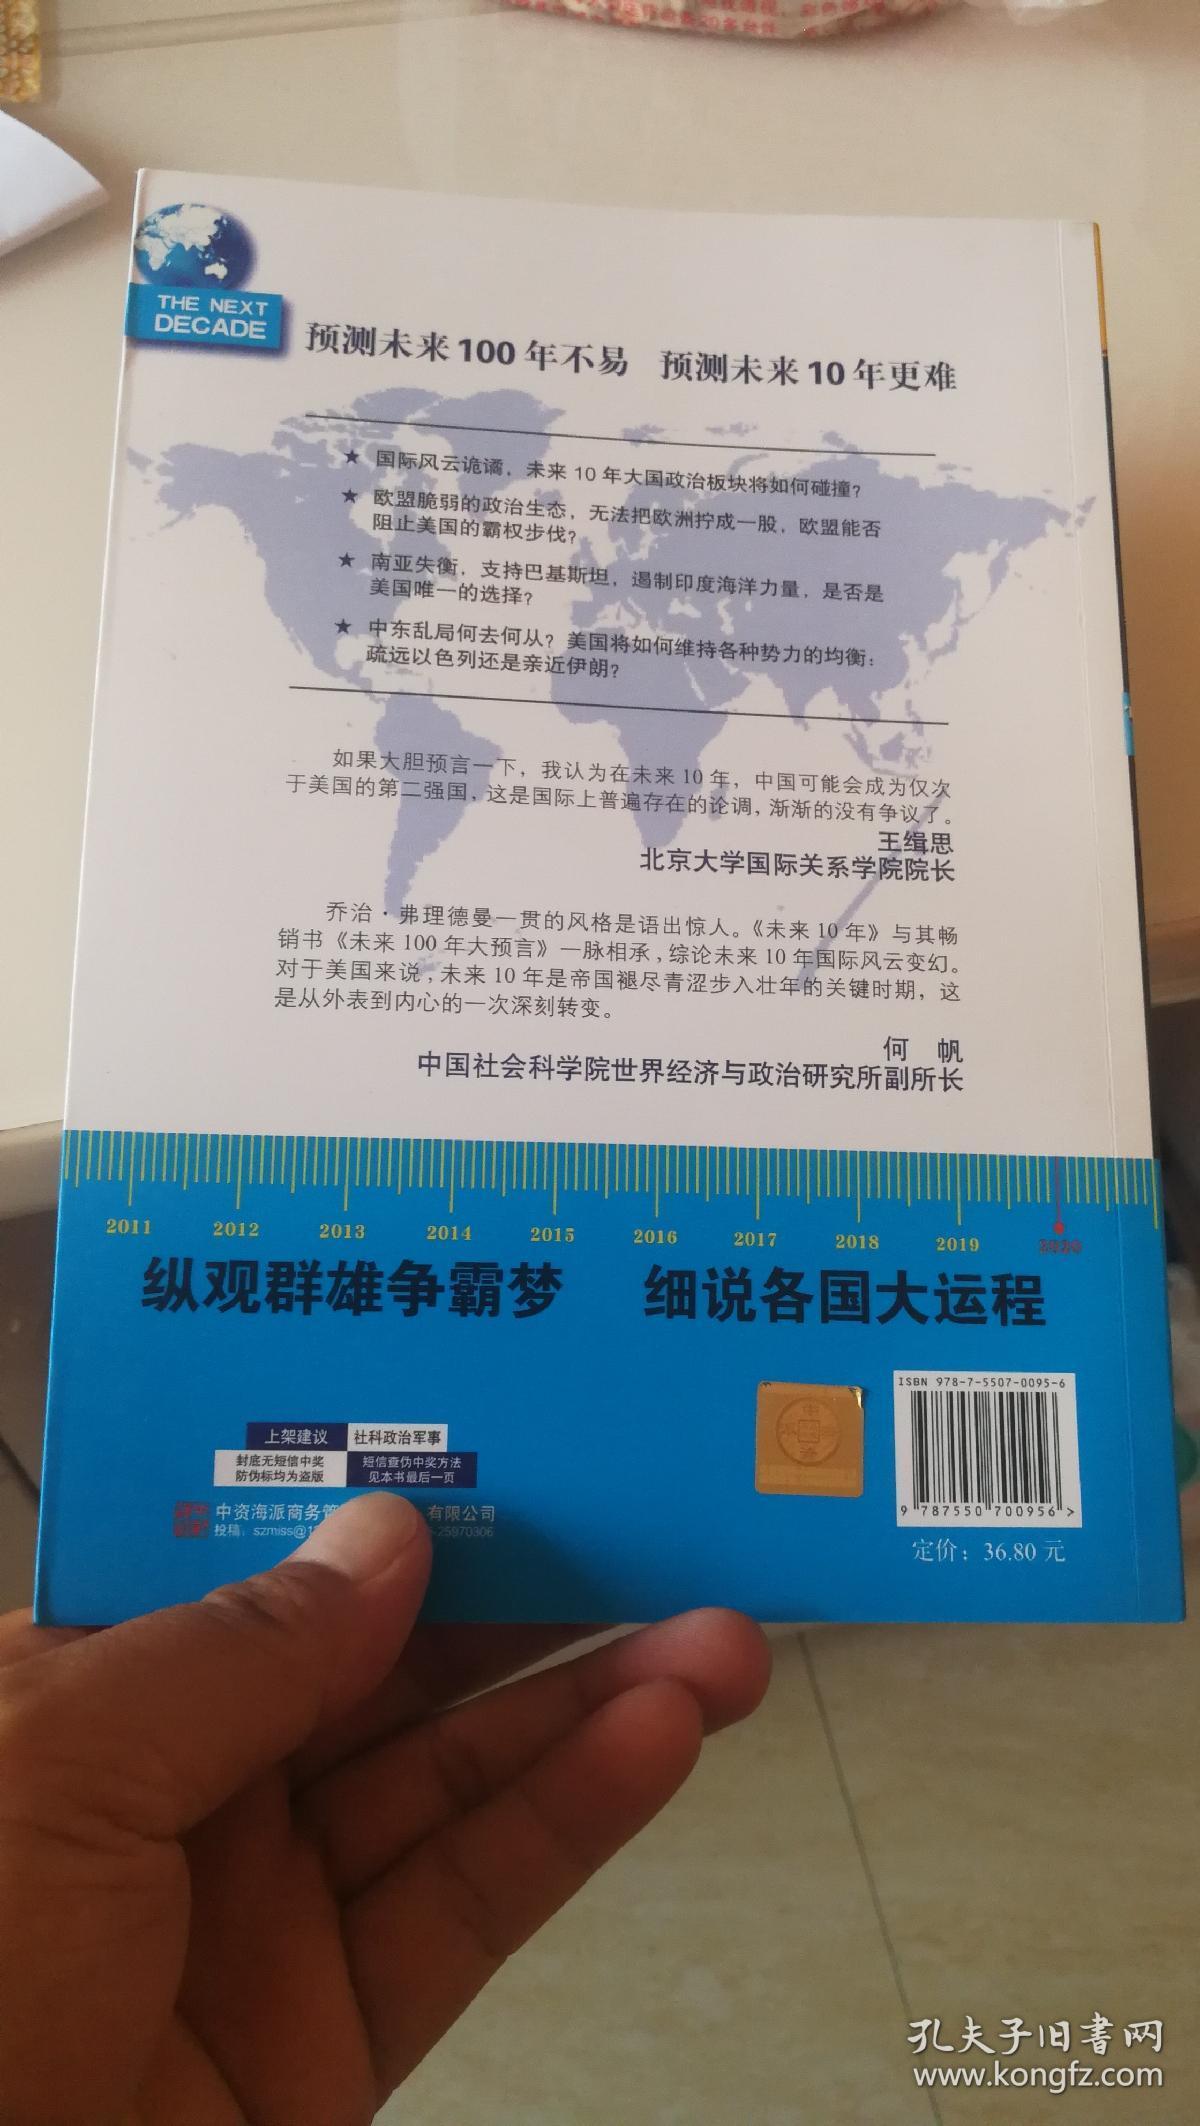 THE NEXT
DECADE
预测未来100年不易 预测未来10年更难
★ 国际风云诡谲，未来10年大国政治板块将如何碰撞？
★ 欧盟脆弱的政治生态，无法把欧洲拧成一股，欧盟能否
阻止美国的霸权步伐？
★ 南亚失衡，支持巴基斯坦，遏制印度海洋力量，是否是
美国唯一的选择？
★ 中东乱局何去何从？美国将如何维持各种势力的均衡：
疏远以色列还是亲近伊朗？
如果大胆预言一下，我认为在未来10年，中国可能会成为仅次
于美国的第二强国，这是国际上普遍存在的论调，渐渐的没有争议了。
王缉思
北京大学国际关系学院院长
乔治·弗理德曼一贯的风格是语出惊人。《未来10年》与其畅
销书《未来100年大预言》一脉相承，综论未来10年国际风云变幻。
对于美国来说，未来10年是帝国褪尽青涩步入壮年的关键时期，这
是从外表到内心的一次深刻转变。
何 帆
中国社会科学院世界经济与政治研究所副所长
2011 2012 2013 2014 2015 2016 2017 2018 2019 2020
纵观群雄争霸梦 细说各国大运程
上架建议 社科政治军事
封底无短信中奖
防伪标均为盗版
短信查伪中奖方法
见本书最后一页
中资海派商务管 有限公司
投稿：szmiss@1 -25970306
ISBN 978-7-5507-0095-6
9 787550 700956 >
定价：36.80元
孔夫子旧书网
www.kongfz.com